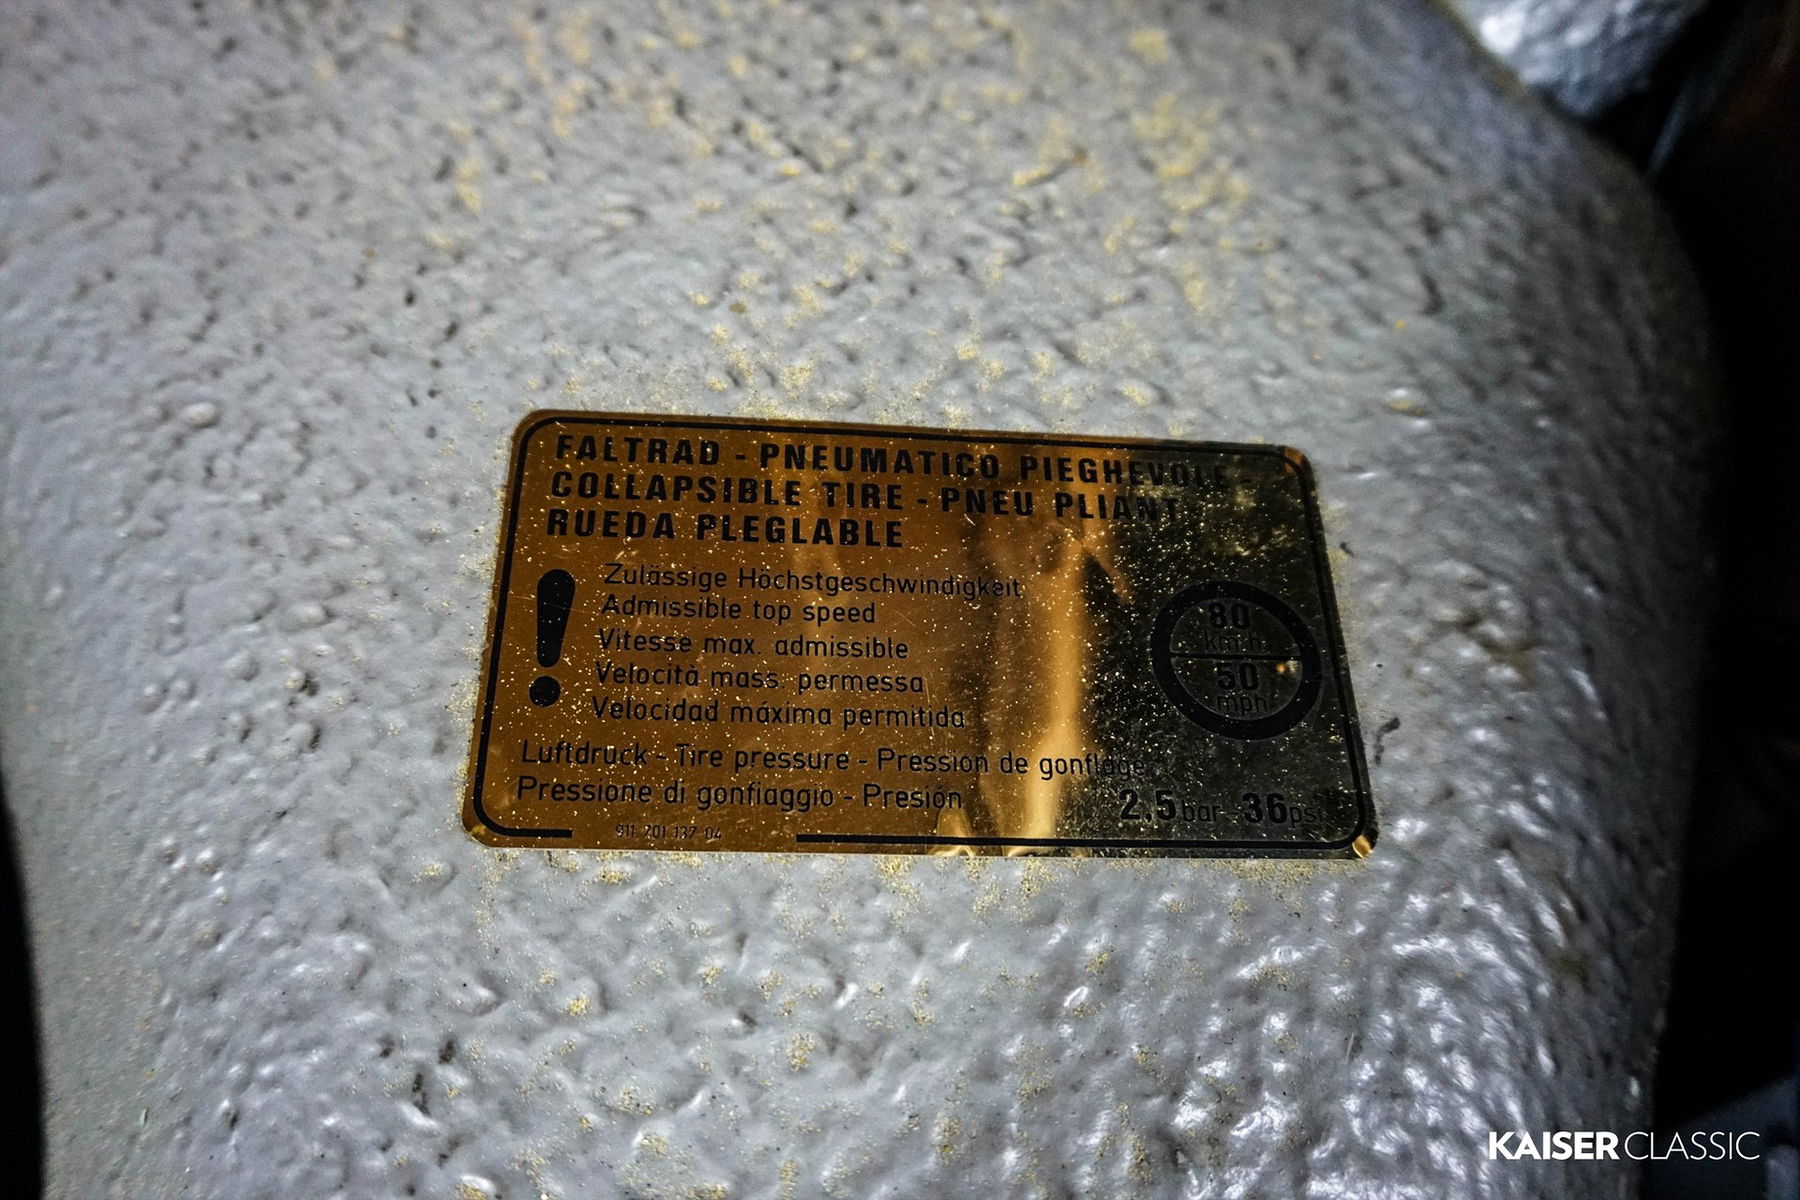 FALTRAD - PNEUMATICO PIEGHEVOLE -
COLLAPSIBLE TIRE - PNEU PLIANT
RUEDA PLEGLABLE
Zulässige Höchstgeschwindigkeit
Admissible top speed
Vitesse max. admissible
Velocità mass. permessa
Velocidad máxima permitida
80
km/h
50
mph
Luftdruck - Tire pressure - Pression de gonflage
Pressione di gonfiaggio - Presión
2,5 bar - 36 psi
911 701 137 04
KAISER CLASSIC